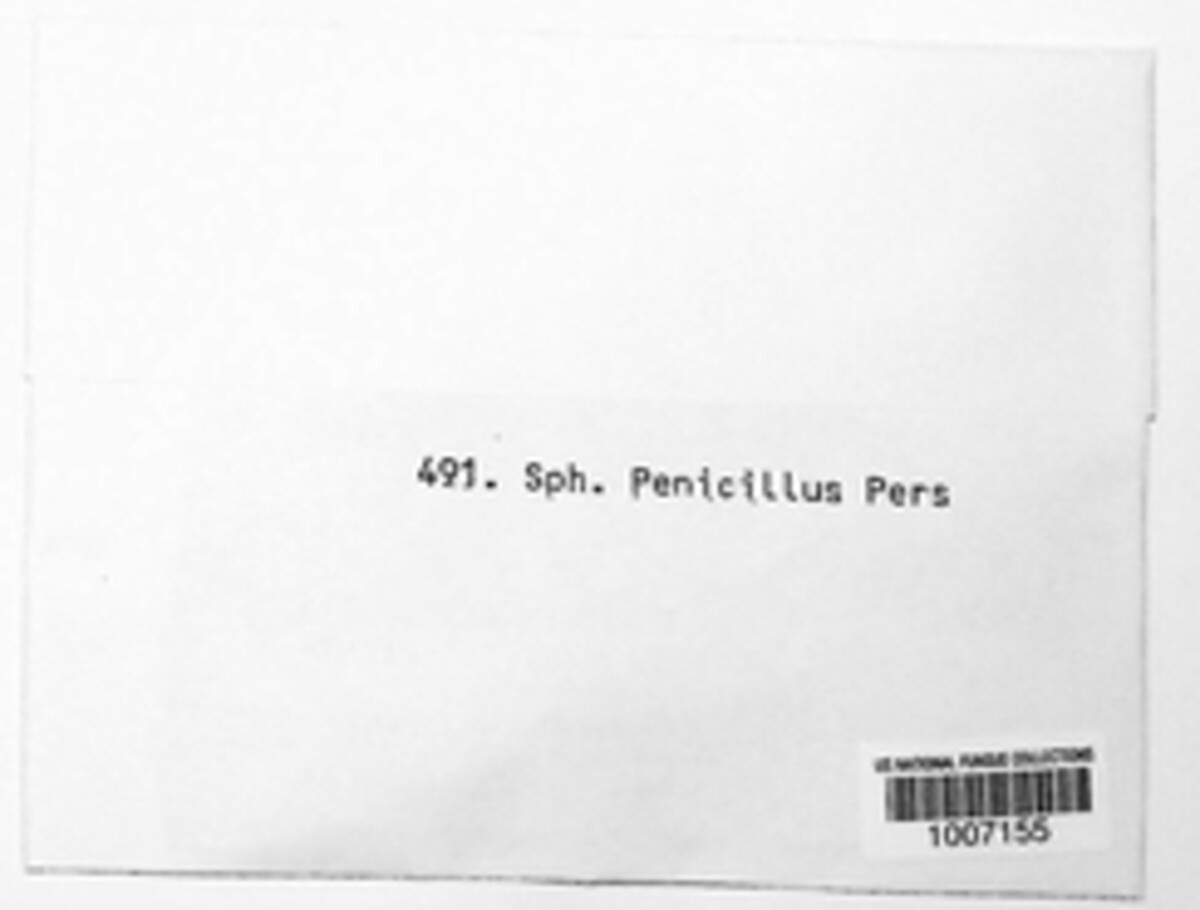 491. Sph. Penicillus Pers
US NATIONAL FUNGUS COLLECTIONS
1007155